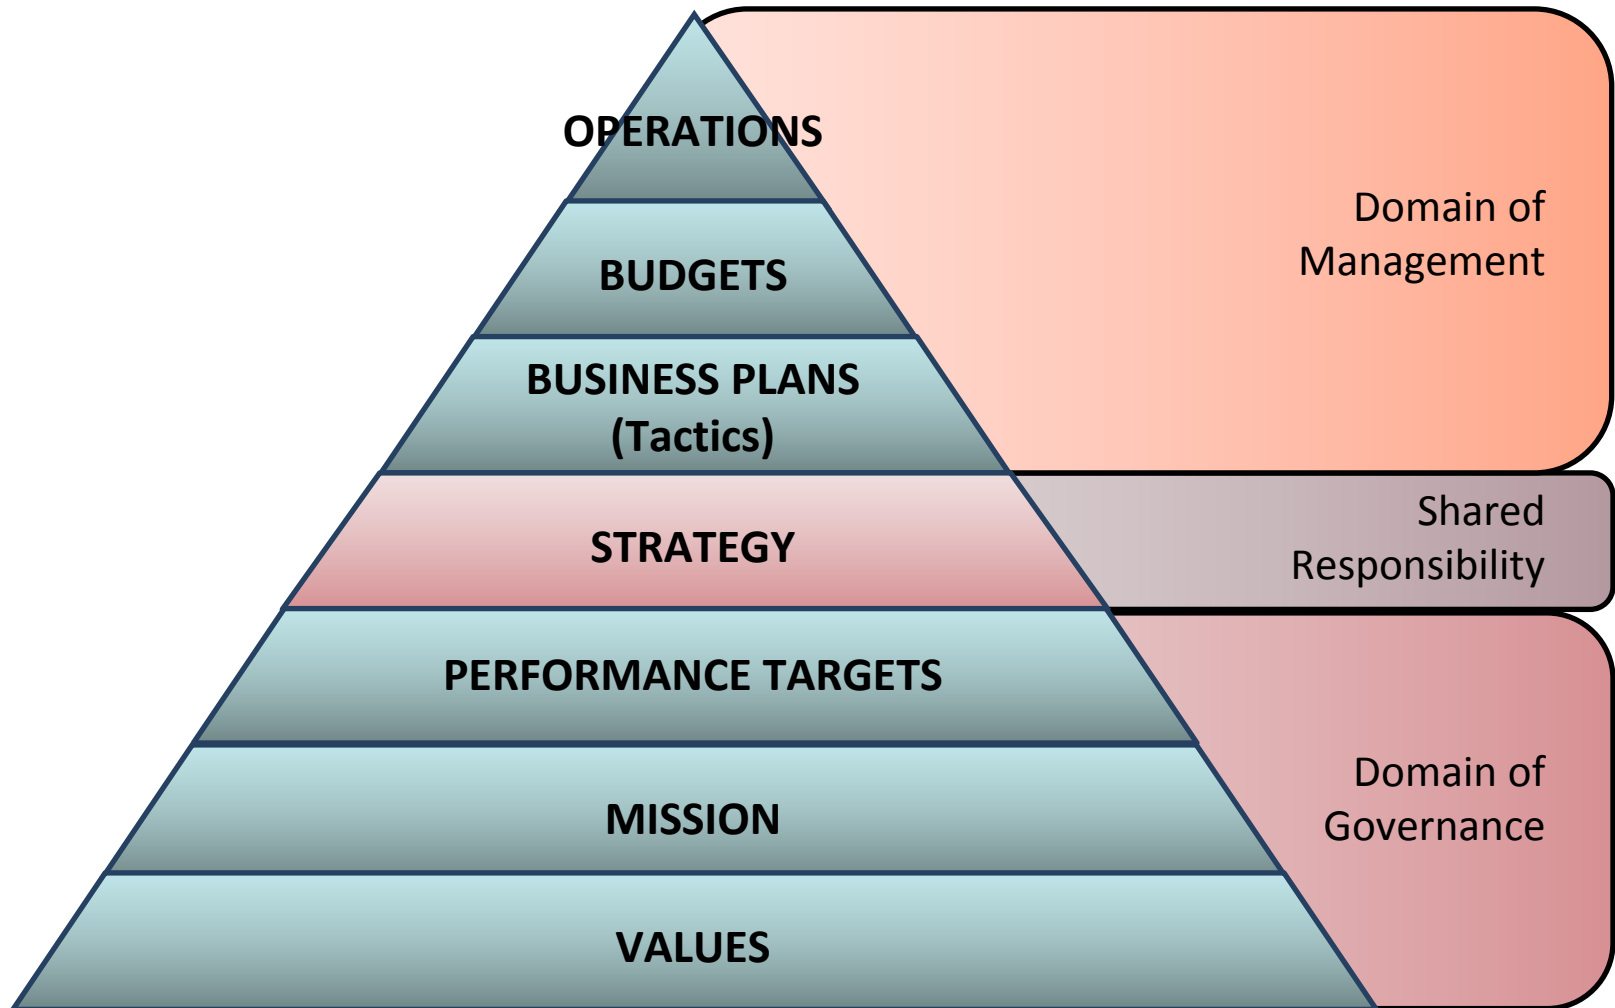 OPERATIONS
BUDGETS
BUSINESS PLANS
(Tactics)
Domain of
Management
STRATEGY
Shared
Responsibility
PERFORMANCE TARGETS
MISSION
VALUES
Domain of
Governance